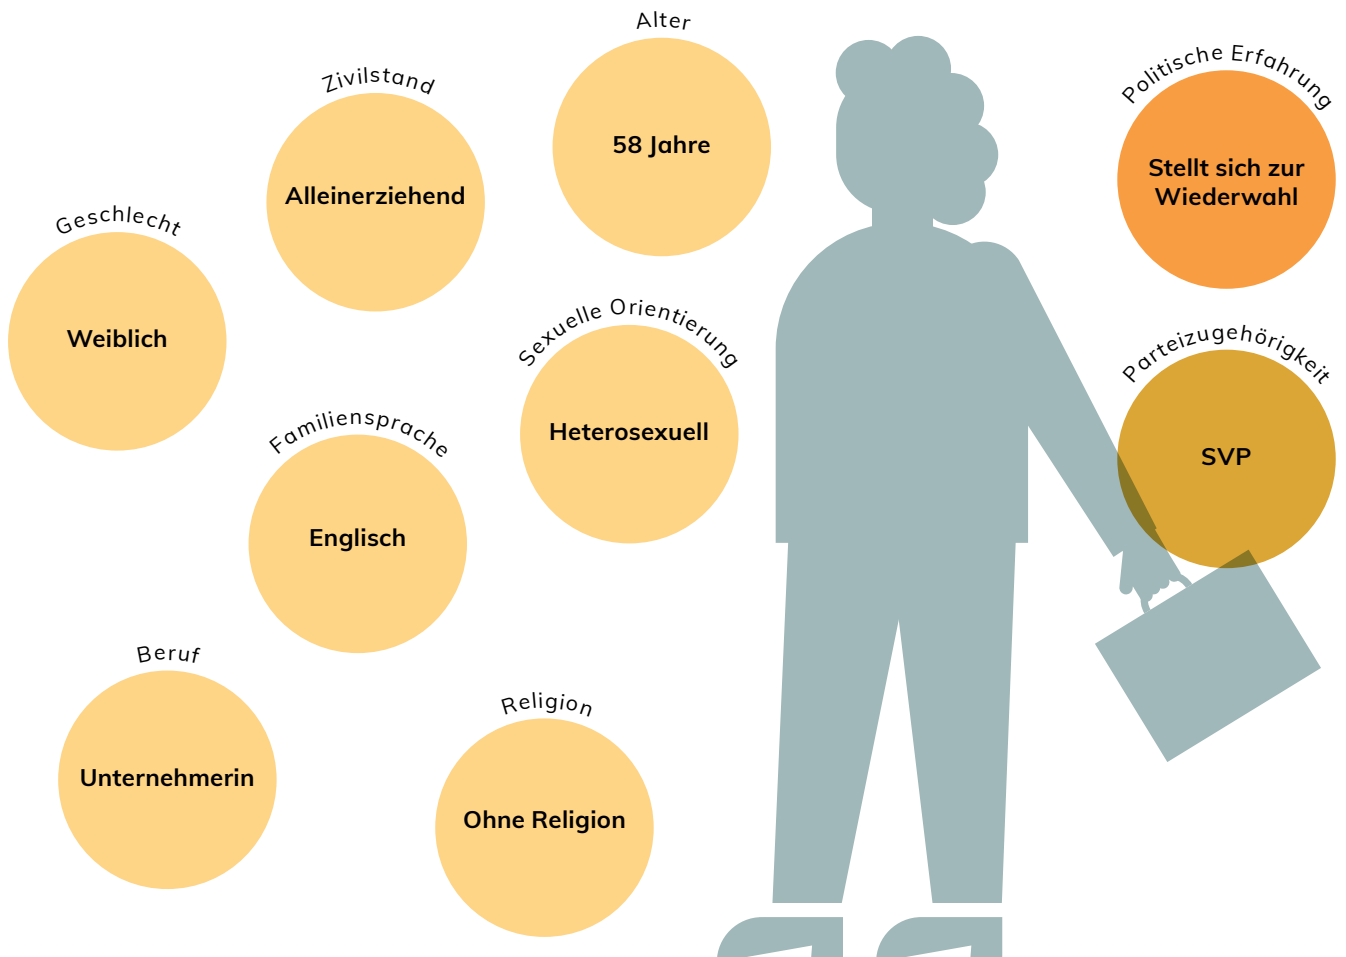 Alter
58 Jahre
Zivilstand
Alleinerziehend
Politische Erfahrung
Stellt sich zur
Wiederwahl
Geschlecht
Weiblich
Sexuelle Orientierung
Heterosexuell
Parteizugehörigkeit
SVP
Familiensprache
Englisch
Beruf
Unternehmerin
Religion
Ohne Religion